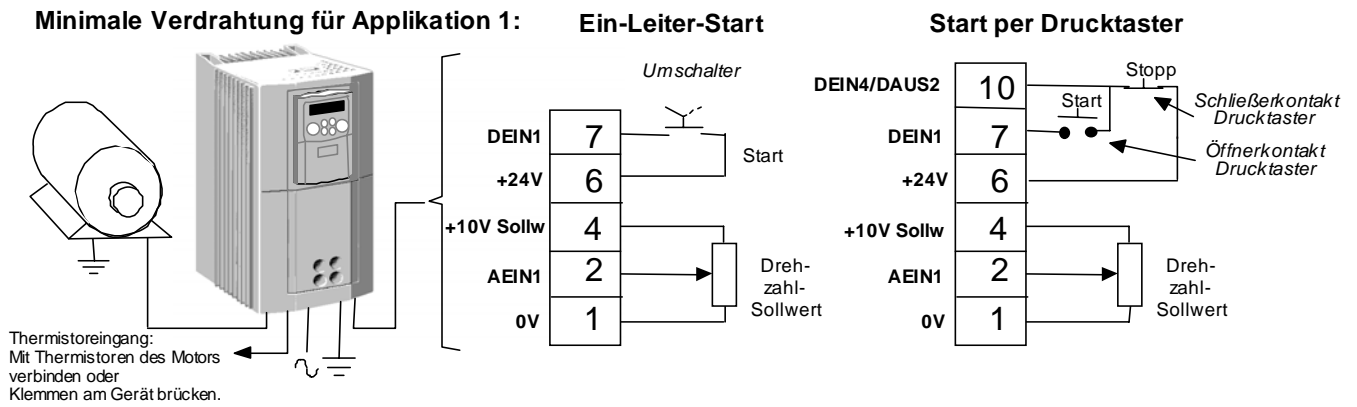 Minimale Verdrahtung für Applikation 1:
Thermistoreingang:
Mit Thermistoren des Motors
verbinden oder
Klemmen am Gerät brücken.
Ein-Leiter-Start
Umschalter
DEIN1 7
Start
+24V 6
+10V Sollw 4
AEIN1 2
0V 1
Dreh-
zahl-
Sollwert
Start per Drucktaster
DEIN4/DAUS2 10
Stopp
Start
Schließerkontakt
Drucktaster
DEIN1 7
Öffnerkontakt
Drucktaster
+24V 6
+10V Sollw 4
AEIN1 2
0V 1
Dreh-
zahl-
Sollwert